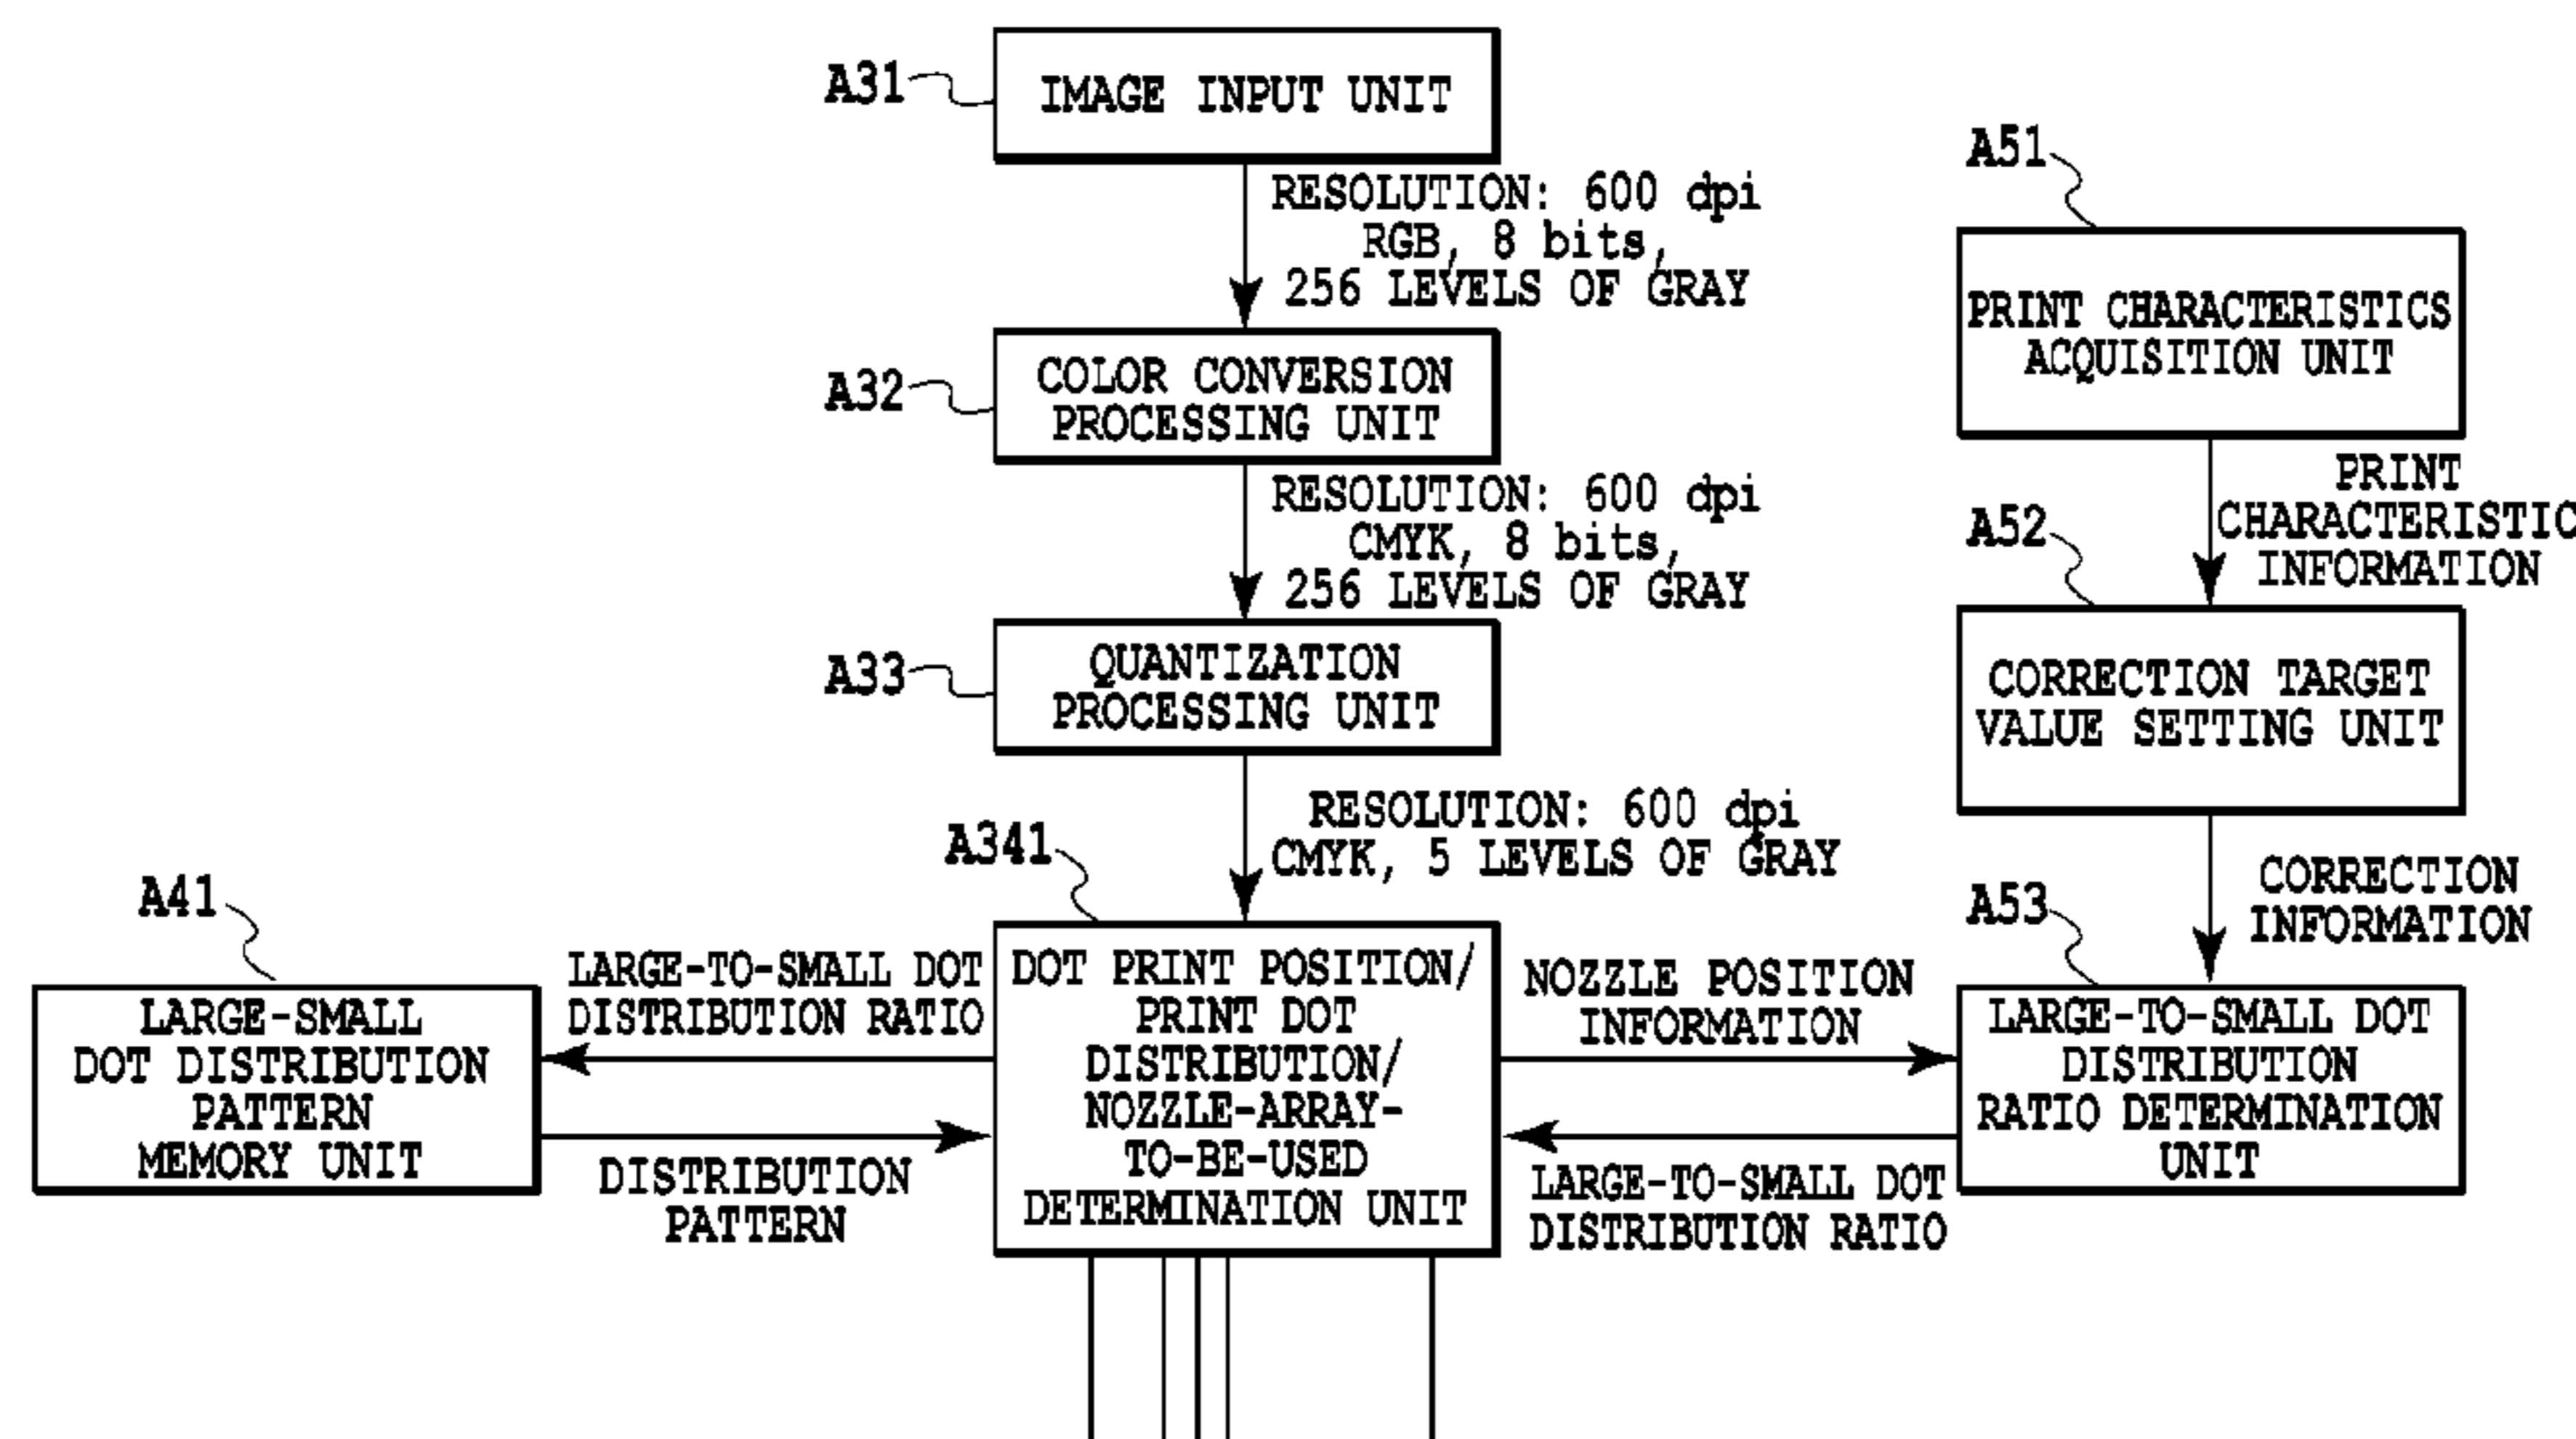 A31
IMAGE INPUT UNIT
RESOLUTION: 600 dpi
RGB, 8 bits,
256 LEVELS OF GRAY
A32
COLOR CONVERSION
PROCESSING UNIT
RESOLUTION: 600 dpi
CMYK, 8 bits,
256 LEVELS OF GRAY
A33
QUANTIZATION
PROCESSING UNIT
RESOLUTION: 600 dpi
CMYK, 5 LEVELS OF GRAY
A341
DOT PRINT POSITION/
PRINT DOT
DISTRIBUTION/
NOZZLE-ARRAY-
TO-BE-USED
DETERMINATION UNIT
A41
LARGE-SMALL
DOT DISTRIBUTION
PATTERN
MEMORY UNIT
LARGE-TO-SMALL DOT
DISTRIBUTION RATIO
DISTRIBUTION
PATTERN
A51
PRINT CHARACTERISTICS
ACQUISITION UNIT
PRINT
CHARACTERISTIC
INFORMATION
A52
CORRECTION TARGET
VALUE SETTING UNIT
CORRECTION
INFORMATION
A53
LARGE-TO-SMALL DOT
DISTRIBUTION
RATIO DETERMINATION
UNIT
NOZZLE POSITION
INFORMATION
LARGE-TO-SMALL DOT
DISTRIBUTION RATIO